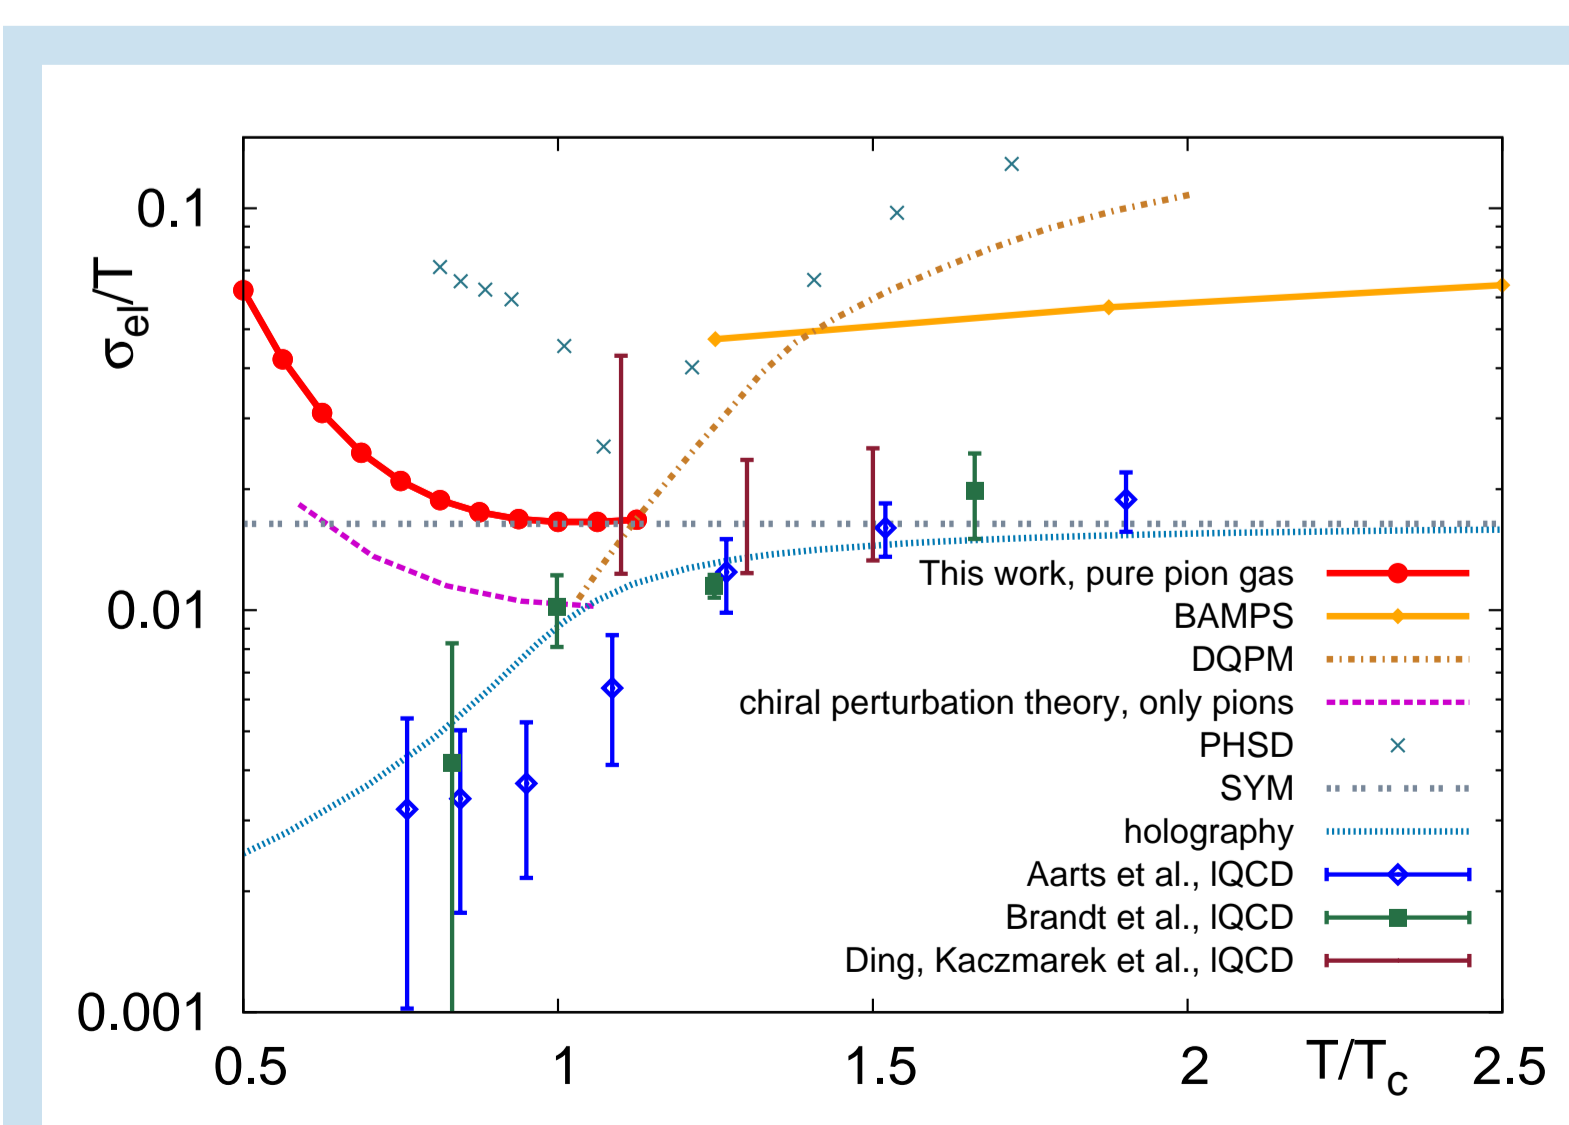 0.1
0.01
0.001
σel/T
This work, pure pion gas
BAMPS
DQPM
chiral perturbation theory, only pions
PHSD
SYM
holography
Aarts et al., lQCD
Brandt et al., lQCD
Ding, Kaczmarek et al., lQCD
0.5 1 1.5 2 T/Tc 2.5